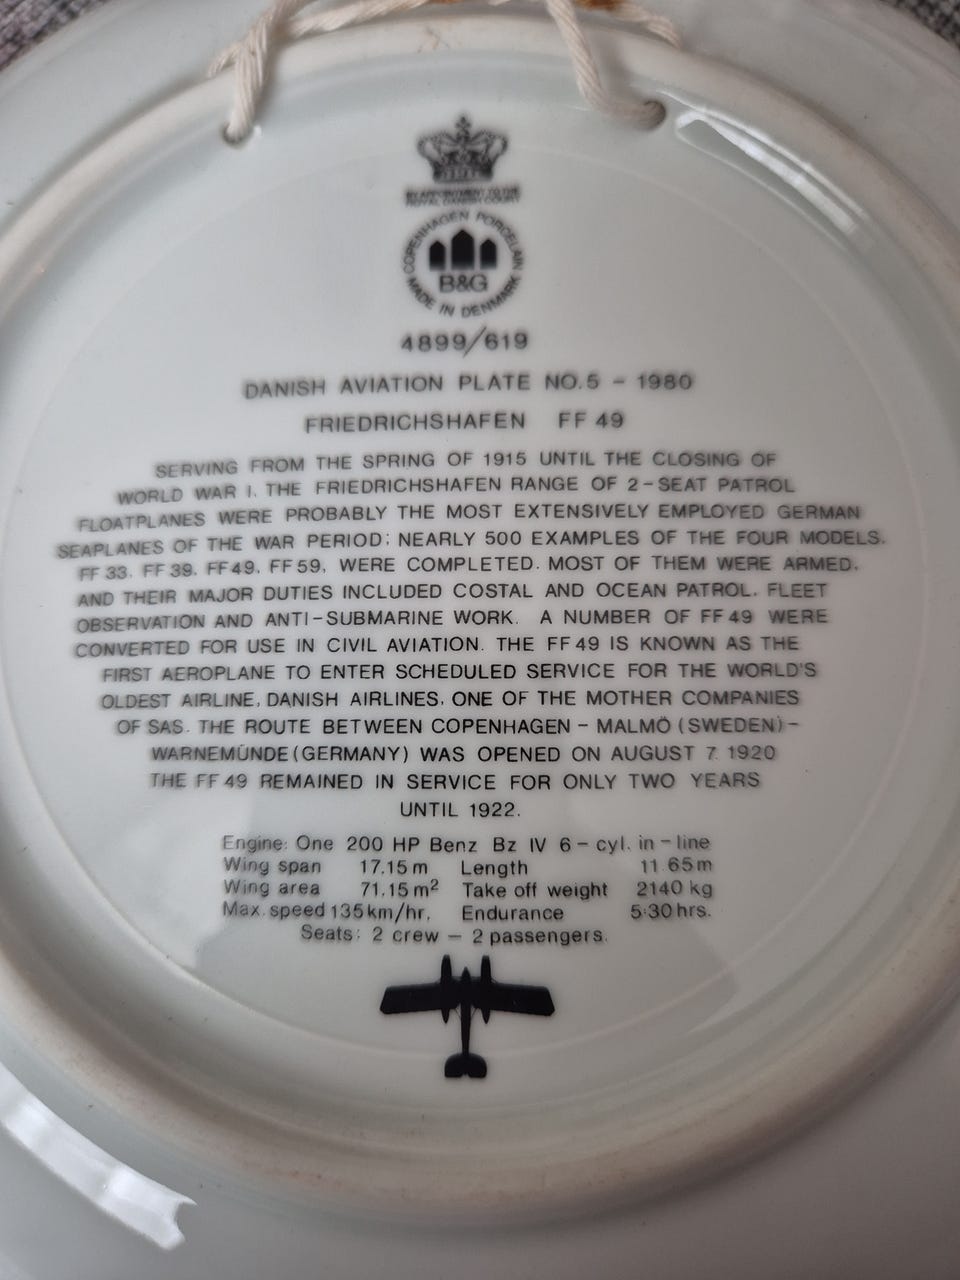 BY APPOINTMENT TO THE
ROYAL DANISH COURT
COPENHAGEN PORCELAIN
B&G
MADE IN DENMARK
4899/619
DANISH AVIATION PLATE NO.5 - 1980
FRIEDRICHSHAFEN FF 49
SERVING FROM THE SPRING OF 1915 UNTIL THE CLOSING OF
WORLD WAR I, THE FRIEDRICHSHAFEN RANGE OF 2-SEAT PATROL
FLOATPLANES WERE PROBABLY THE MOST EXTENSIVELY EMPLOYED GERMAN
SEAPLANES OF THE WAR PERIOD; NEARLY 500 EXAMPLES OF THE FOUR MODELS,
FF 33, FF 39, FF 49, FF 59, WERE COMPLETED. MOST OF THEM WERE ARMED,
AND THEIR MAJOR DUTIES INCLUDED COSTAL AND OCEAN PATROL, FLEET
OBSERVATION AND ANTI-SUBMARINE WORK. A NUMBER OF FF 49 WERE
CONVERTED FOR USE IN CIVIL AVIATION. THE FF 49 IS KNOWN AS THE
FIRST AEROPLANE TO ENTER SCHEDULED SERVICE FOR THE WORLD'S
OLDEST AIRLINE, DANISH AIRLINES, ONE OF THE MOTHER COMPANIES
OF SAS. THE ROUTE BETWEEN COPENHAGEN - MALMÖ (SWEDEN) -
WARNEMÜNDE (GERMANY) WAS OPENED ON AUGUST 7. 1920
THE FF 49 REMAINED IN SERVICE FOR ONLY TWO YEARS
UNTIL 1922.
Engine: One 200 HP Benz Bz IV 6 - cyl. in - line
Wing span 17.15 m Length 11.65 m
Wing area 71.15 m² Take off weight 2140 kg
Max. speed 135 km/hr. Endurance 5:30 hrs.
Seats: 2 crew - 2 passengers.